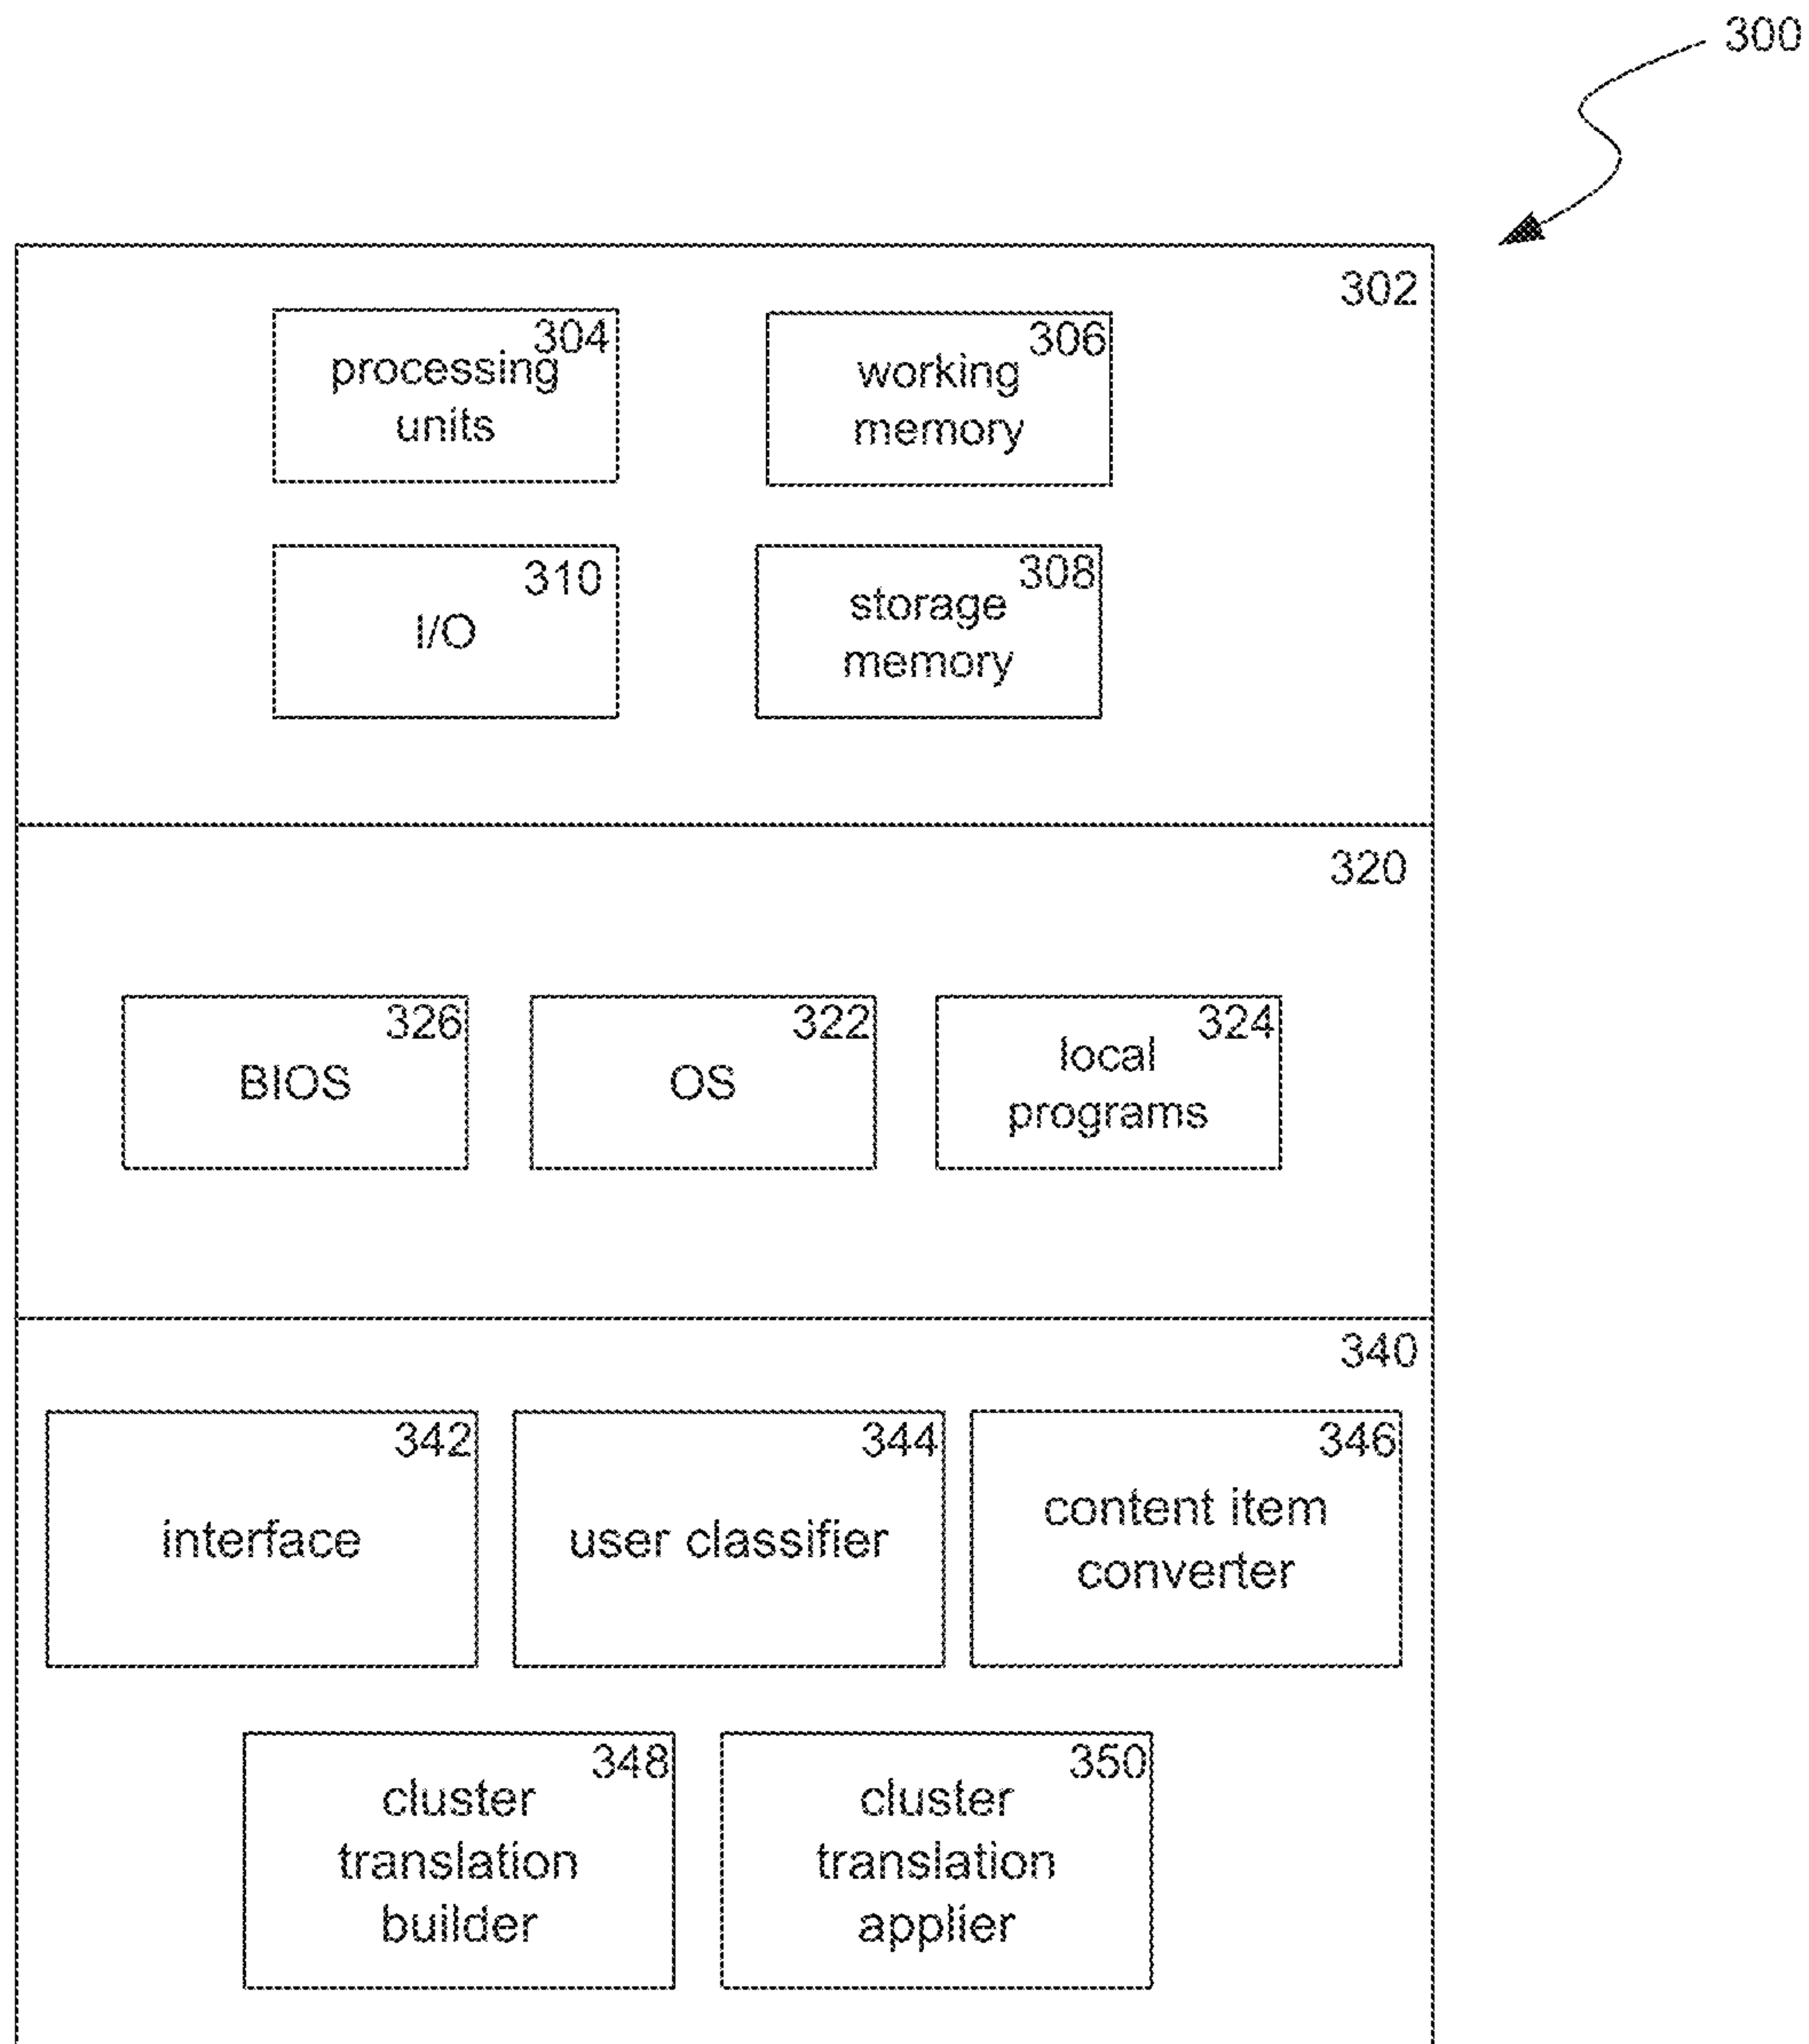 300
302
304
processing
units
306
working
memory
310
I/O
308
storage
memory
320
326
BIOS
322
OS
324
local
programs
340
342
interface
344
user classifier
346
content item
converter
348
cluster
translation
builder
350
cluster
translation
applier